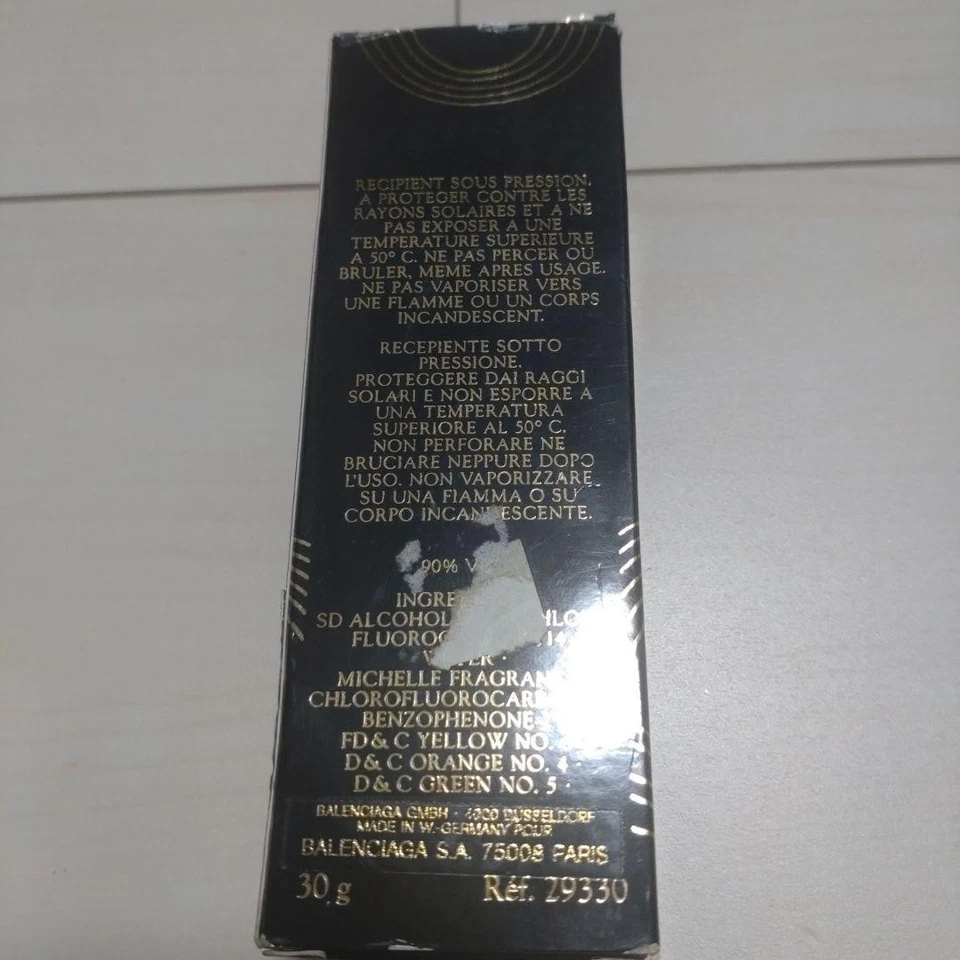 RECIPIENT SOUS PRESSION.
A PROTEGER CONTRE LES
RAYONS SOLAIRES ET A NE
PAS EXPOSER A UNE
TEMPERATURE SUPERIEURE
A 50° C. NE PAS PERCER OU
BRULER, MEME APRES USAGE.
NE PAS VAPORISER VERS
UNE FLAMME OU UN CORPS
INCANDESCENT.
RECEPIENTE SOTTO
PRESSIONE.
PROTEGGERE DAI RAGGI
SOLARI E NON ESPORRE A
UNA TEMPERATURA
SUPERIORE AL 50° C.
NON PERFORARE NE
BRUCIARE NEPPURE DOPO
L'USO. NON VAPORIZZARE
SU UNA FIAMMA O SU
CORPO INCANDESCENTE.
90%
SD ALCOHOL
MICHELLE
BENZOPHENONE
FD & C YELLOW NO.
D & C ORANGE NO. 4 ·
D & C GREEN NO. 5 ·
BALENCIAGA GMBH · 4000 DÜSSELDORF
MADE IN W.-GERMANY POUR
BALENCIAGA S.A. 75008 PARIS
30 g Réf. 29330